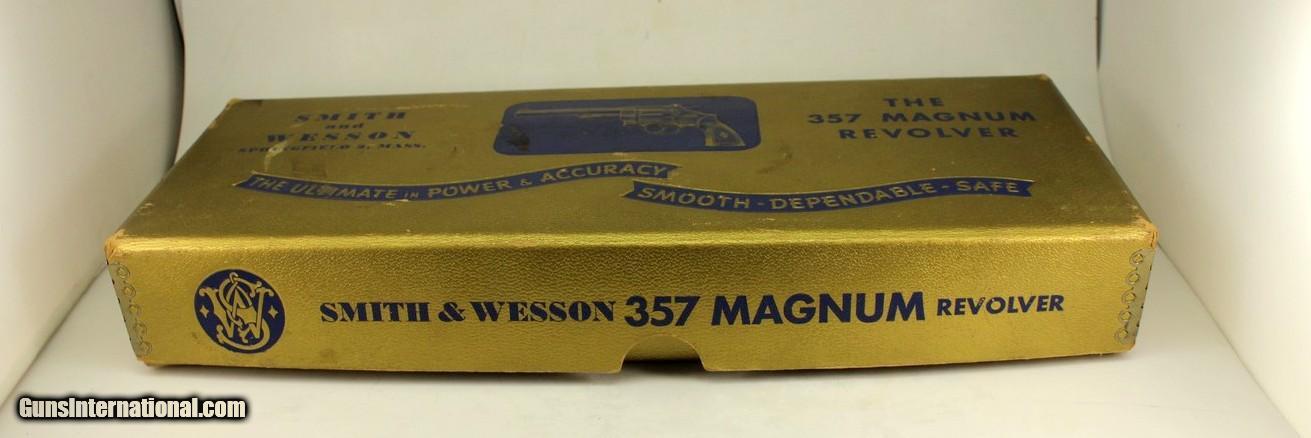 SMITH
and
WESSON
SPRINGFIELD 2, MASS.
THE
357 MAGNUM
REVOLVER
THE ULTIMATE IN POWER & ACCURACY
SMOOTH - DEPENDABLE - SAFE
SMITH & WESSON 357 MAGNUM REVOLVER
GunsInternational.com